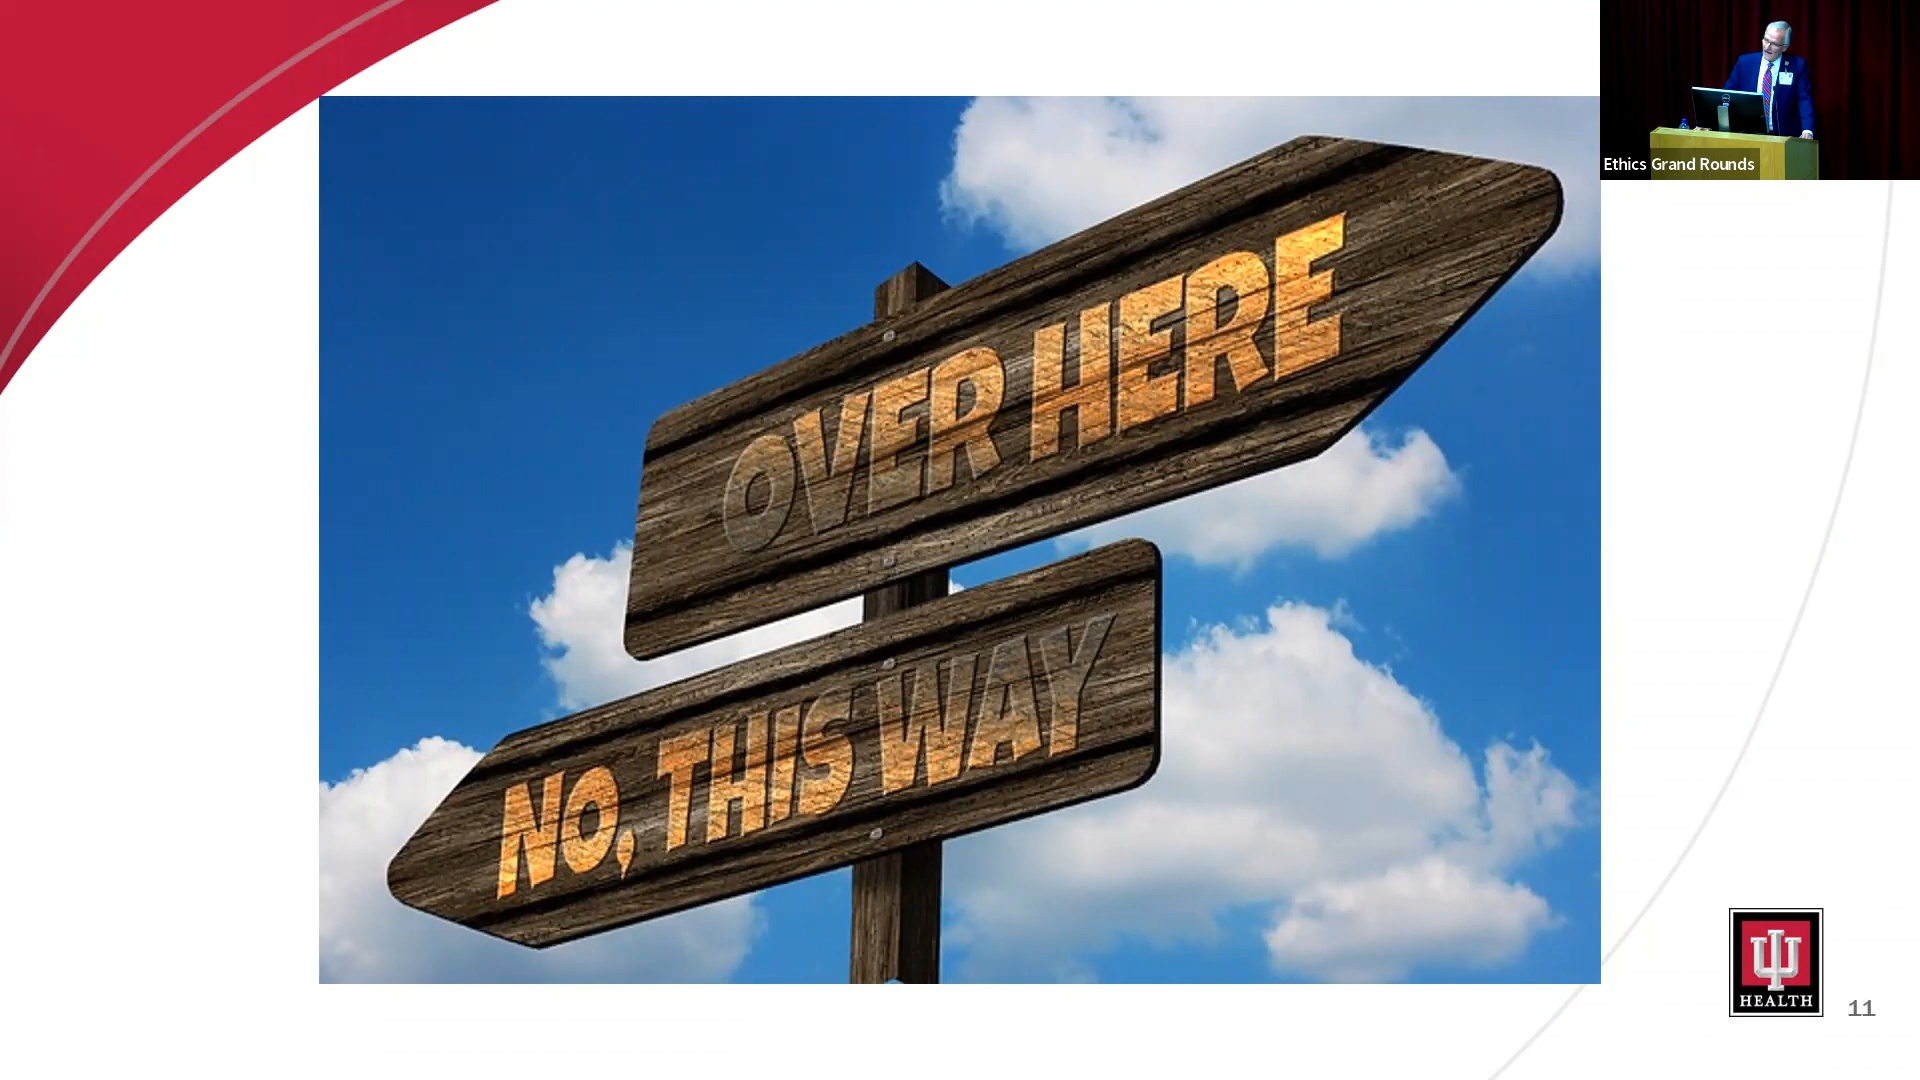 Ethics Grand Rounds
OVER HERE
NO, THIS WAY
HEALTH
11